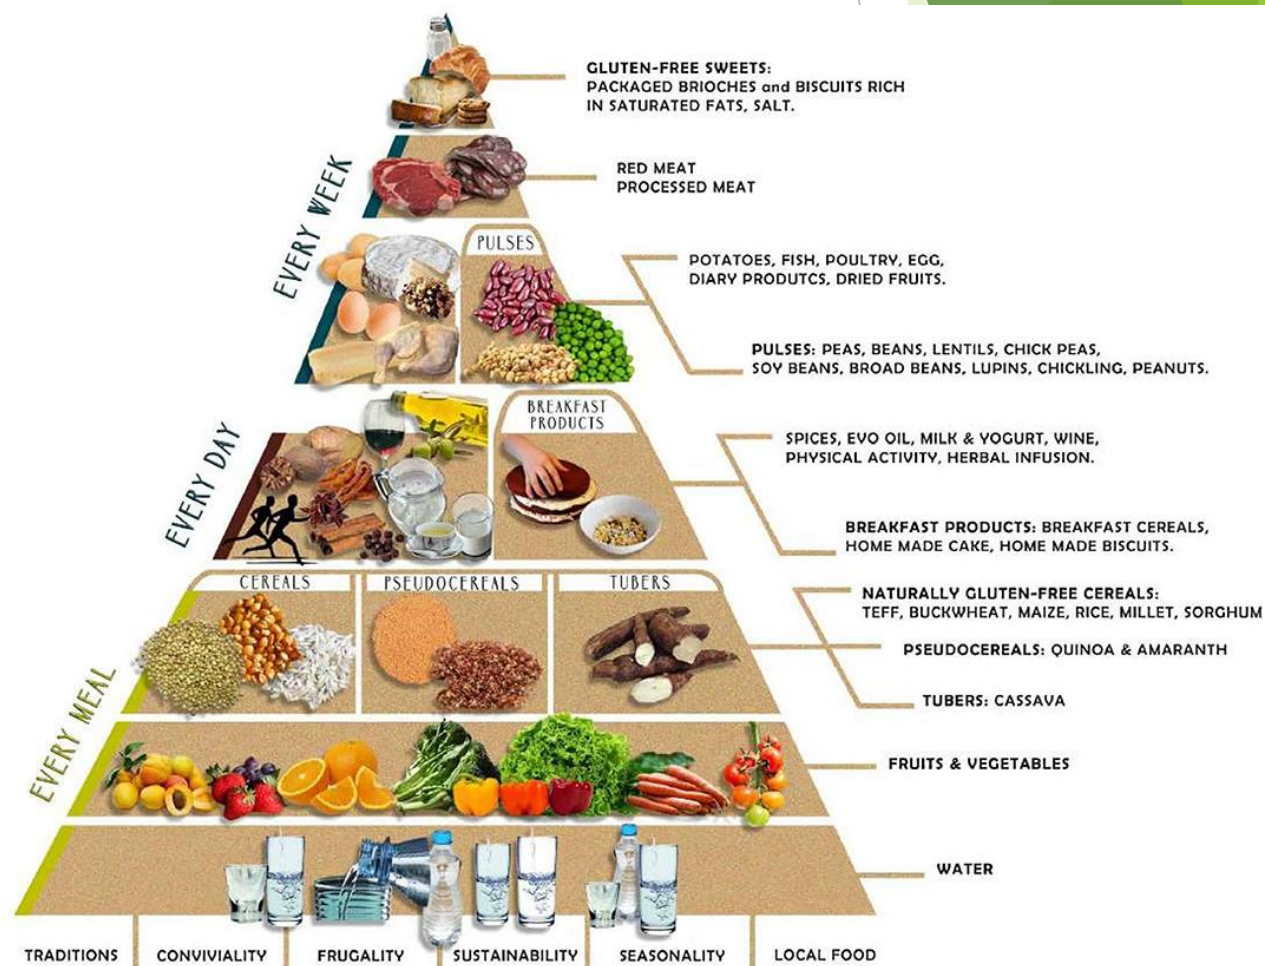 GLUTEN-FREE SWEETS:
PACKAGED BRIOCHES and BISCUITS RICH
IN SATURATED FATS, SALT.
RED MEAT
PROCESSED MEAT
EVERY WEEK
PULSES
POTATOES, FISH, POULTRY, EGG,
DIARY PRODUTCS, DRIED FRUITS.
PULSES: PEAS, BEANS, LENTILS, CHICK PEAS,
SOY BEANS, BROAD BEANS, LUPINS, CHICKLING, PEANUTS.
EVERY DAY
BREAKFAST
PRODUCTS
SPICES, EVO OIL, MILK & YOGURT, WINE,
PHYSICAL ACTIVITY, HERBAL INFUSION.
BREAKFAST PRODUCTS: BREAKFAST CEREALS,
HOME MADE CAKE, HOME MADE BISCUITS.
EVERY MEAL
CEREALS
PSEUDOCEREALS
TUBERS
NATURALLY GLUTEN-FREE CEREALS:
TEFF, BUCKWHEAT, MAIZE, RICE, MILLET, SORGHUM
PSEUDOCEREALS: QUINOA & AMARANTH
TUBERS: CASSAVA
FRUITS & VEGETABLES
WATER
TRADITIONS
CONVIVIALITY
FRUGALITY
SUSTAINABILITY
SEASONALITY
LOCAL FOOD